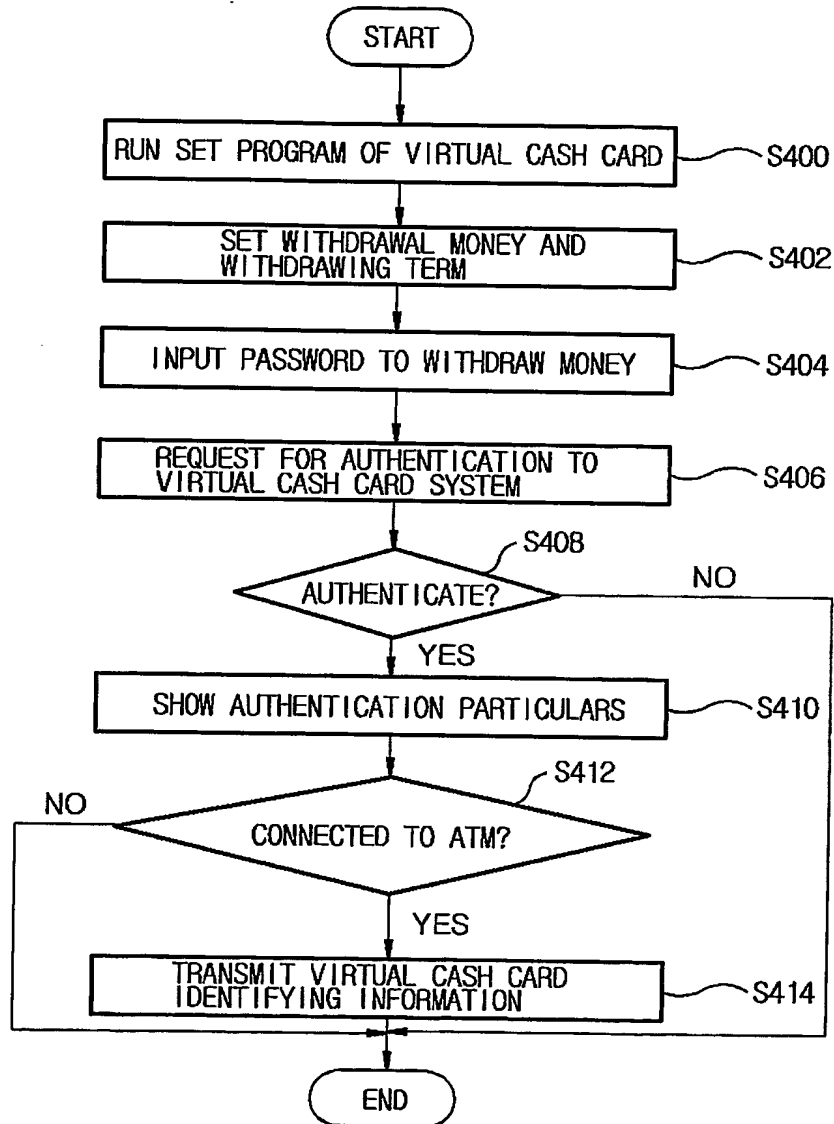 START
RUN SET PROGRAM OF VIRTUAL CASH CARD
S400
SET WITHDRAWAL MONEY AND
WITHDRAWING TERM
S402
INPUT PASSWORD TO WITHDRAW MONEY
S404
REQUEST FOR AUTHENTICATION TO
VIRTUAL CASH CARD SYSTEM
S406
S408
AUTHENTICATE?
NO
YES
SHOW AUTHENTICATION PARTICULARS
S410
S412
NO
CONNECTED TO ATM?
YES
TRANSMIT VIRTUAL CASH CARD
IDENTIFYING INFORMATION
S414
END